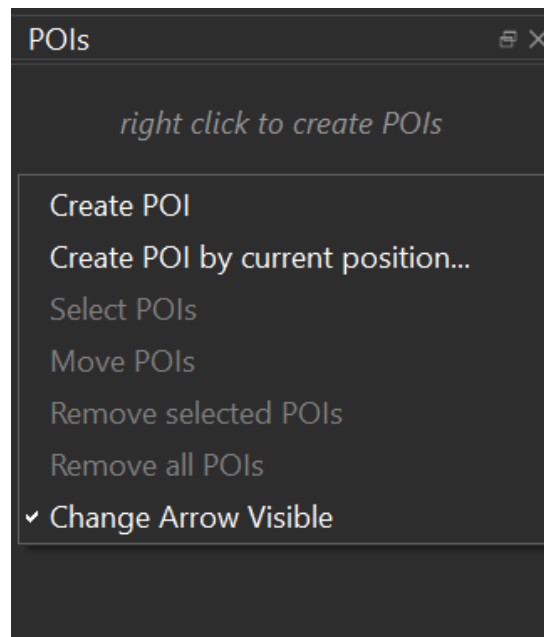 POIs
right click to create POIs
Create POI
Create POI by current position...
Select POIs
Move POIs
Remove selected POIs
Remove all POIs
Change Arrow Visible